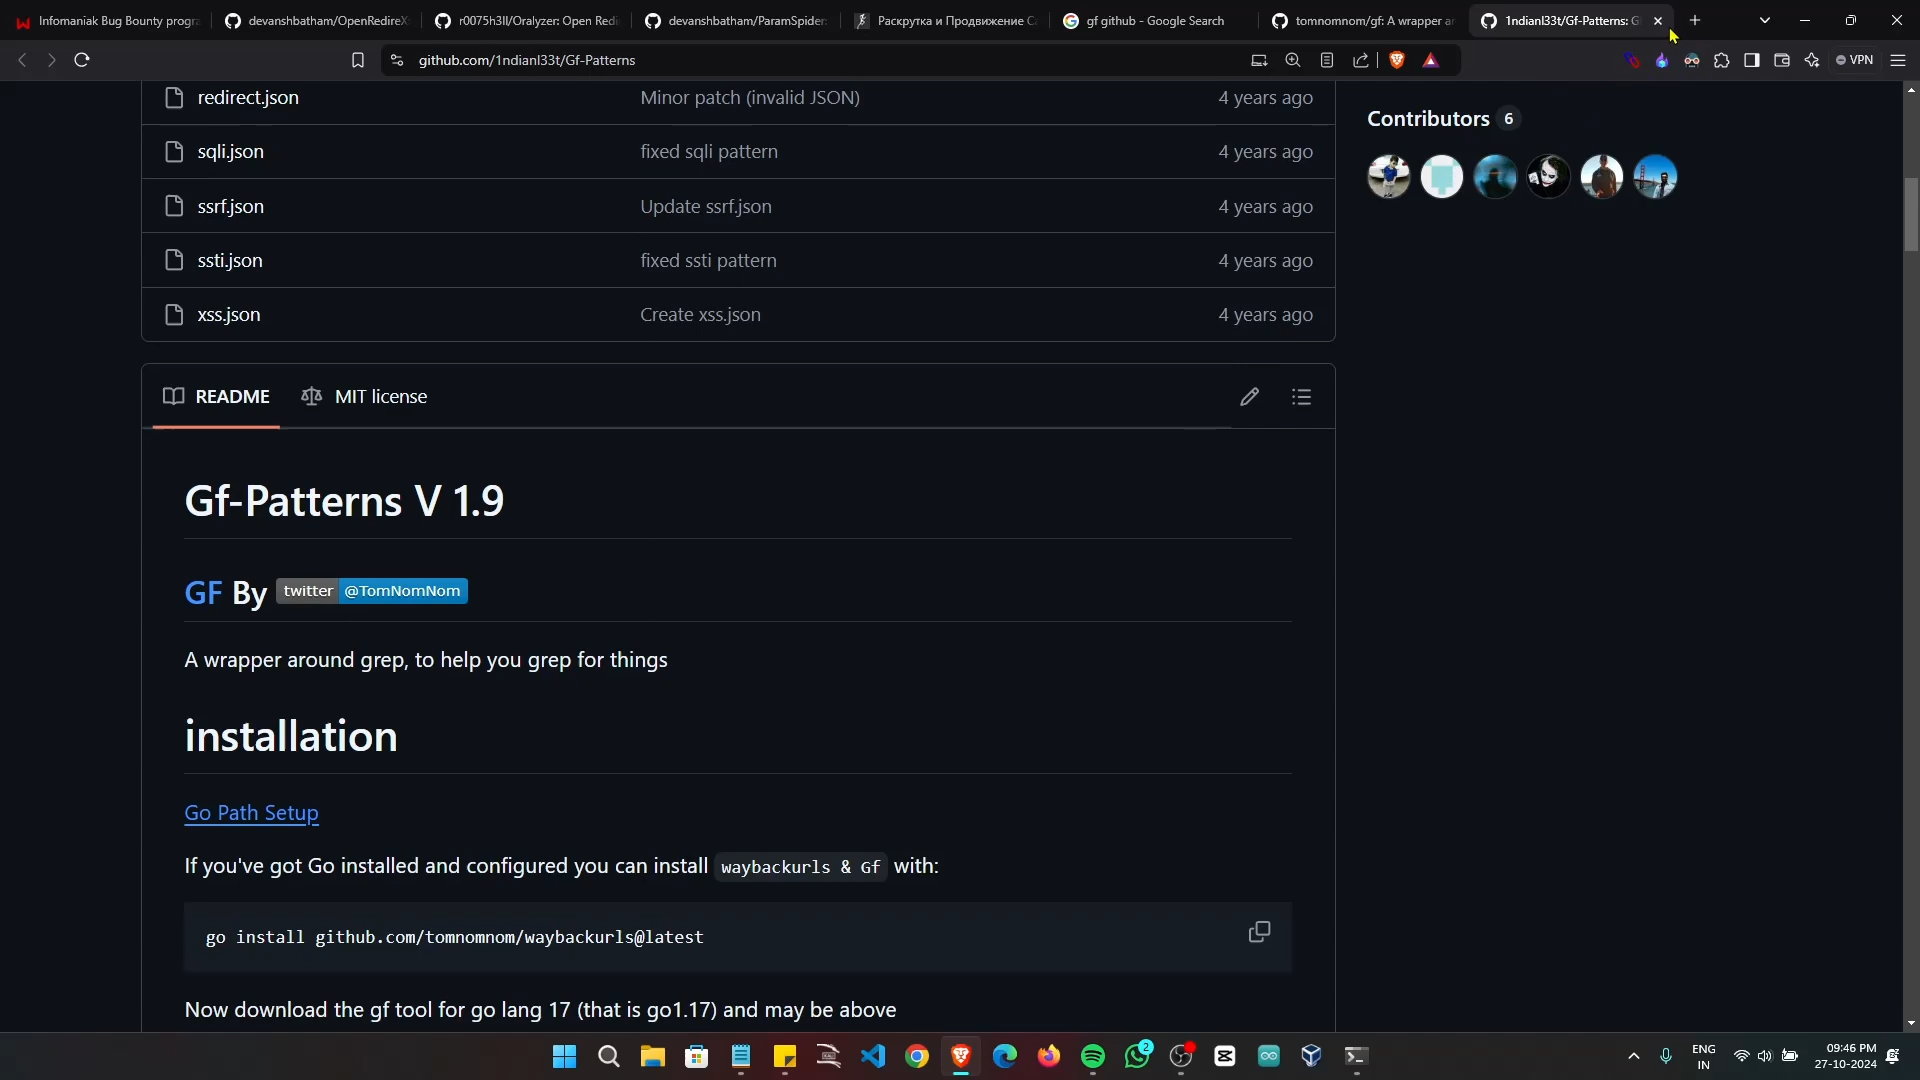 Infomaniak Bug Bounty progra
devanshbatham/OpenRedireX
r0075h3ll/Oralyzer: Open Redi
devanshbatham/ParamSpider:
Раскрутка и Продвижение С
gf github - Google Search
tomnomnom/gf: A wrapper ar
1ndianl33t/Gf-Patterns: G
github.com/1ndianl33t/Gf-Patterns
VPN
redirect.json Minor patch (invalid JSON) 4 years ago
sqli.json fixed sqli pattern 4 years ago
ssrf.json Update ssrf.json 4 years ago
ssti.json fixed ssti pattern 4 years ago
xss.json Create xss.json 4 years ago
Contributors 6
README MIT license
Gf-Patterns V 1.9
GF By twitter @TomNomNom
A wrapper around grep, to help you grep for things
installation
Go Path Setup
If you've got Go installed and configured you can install waybackurls & Gf with:
go install github.com/tomnomnom/waybackurls@latest
Now download the gf tool for go lang 17 (that is go1.17) and may be above
2
ENG
IN
09:46 PM
27-10-2024